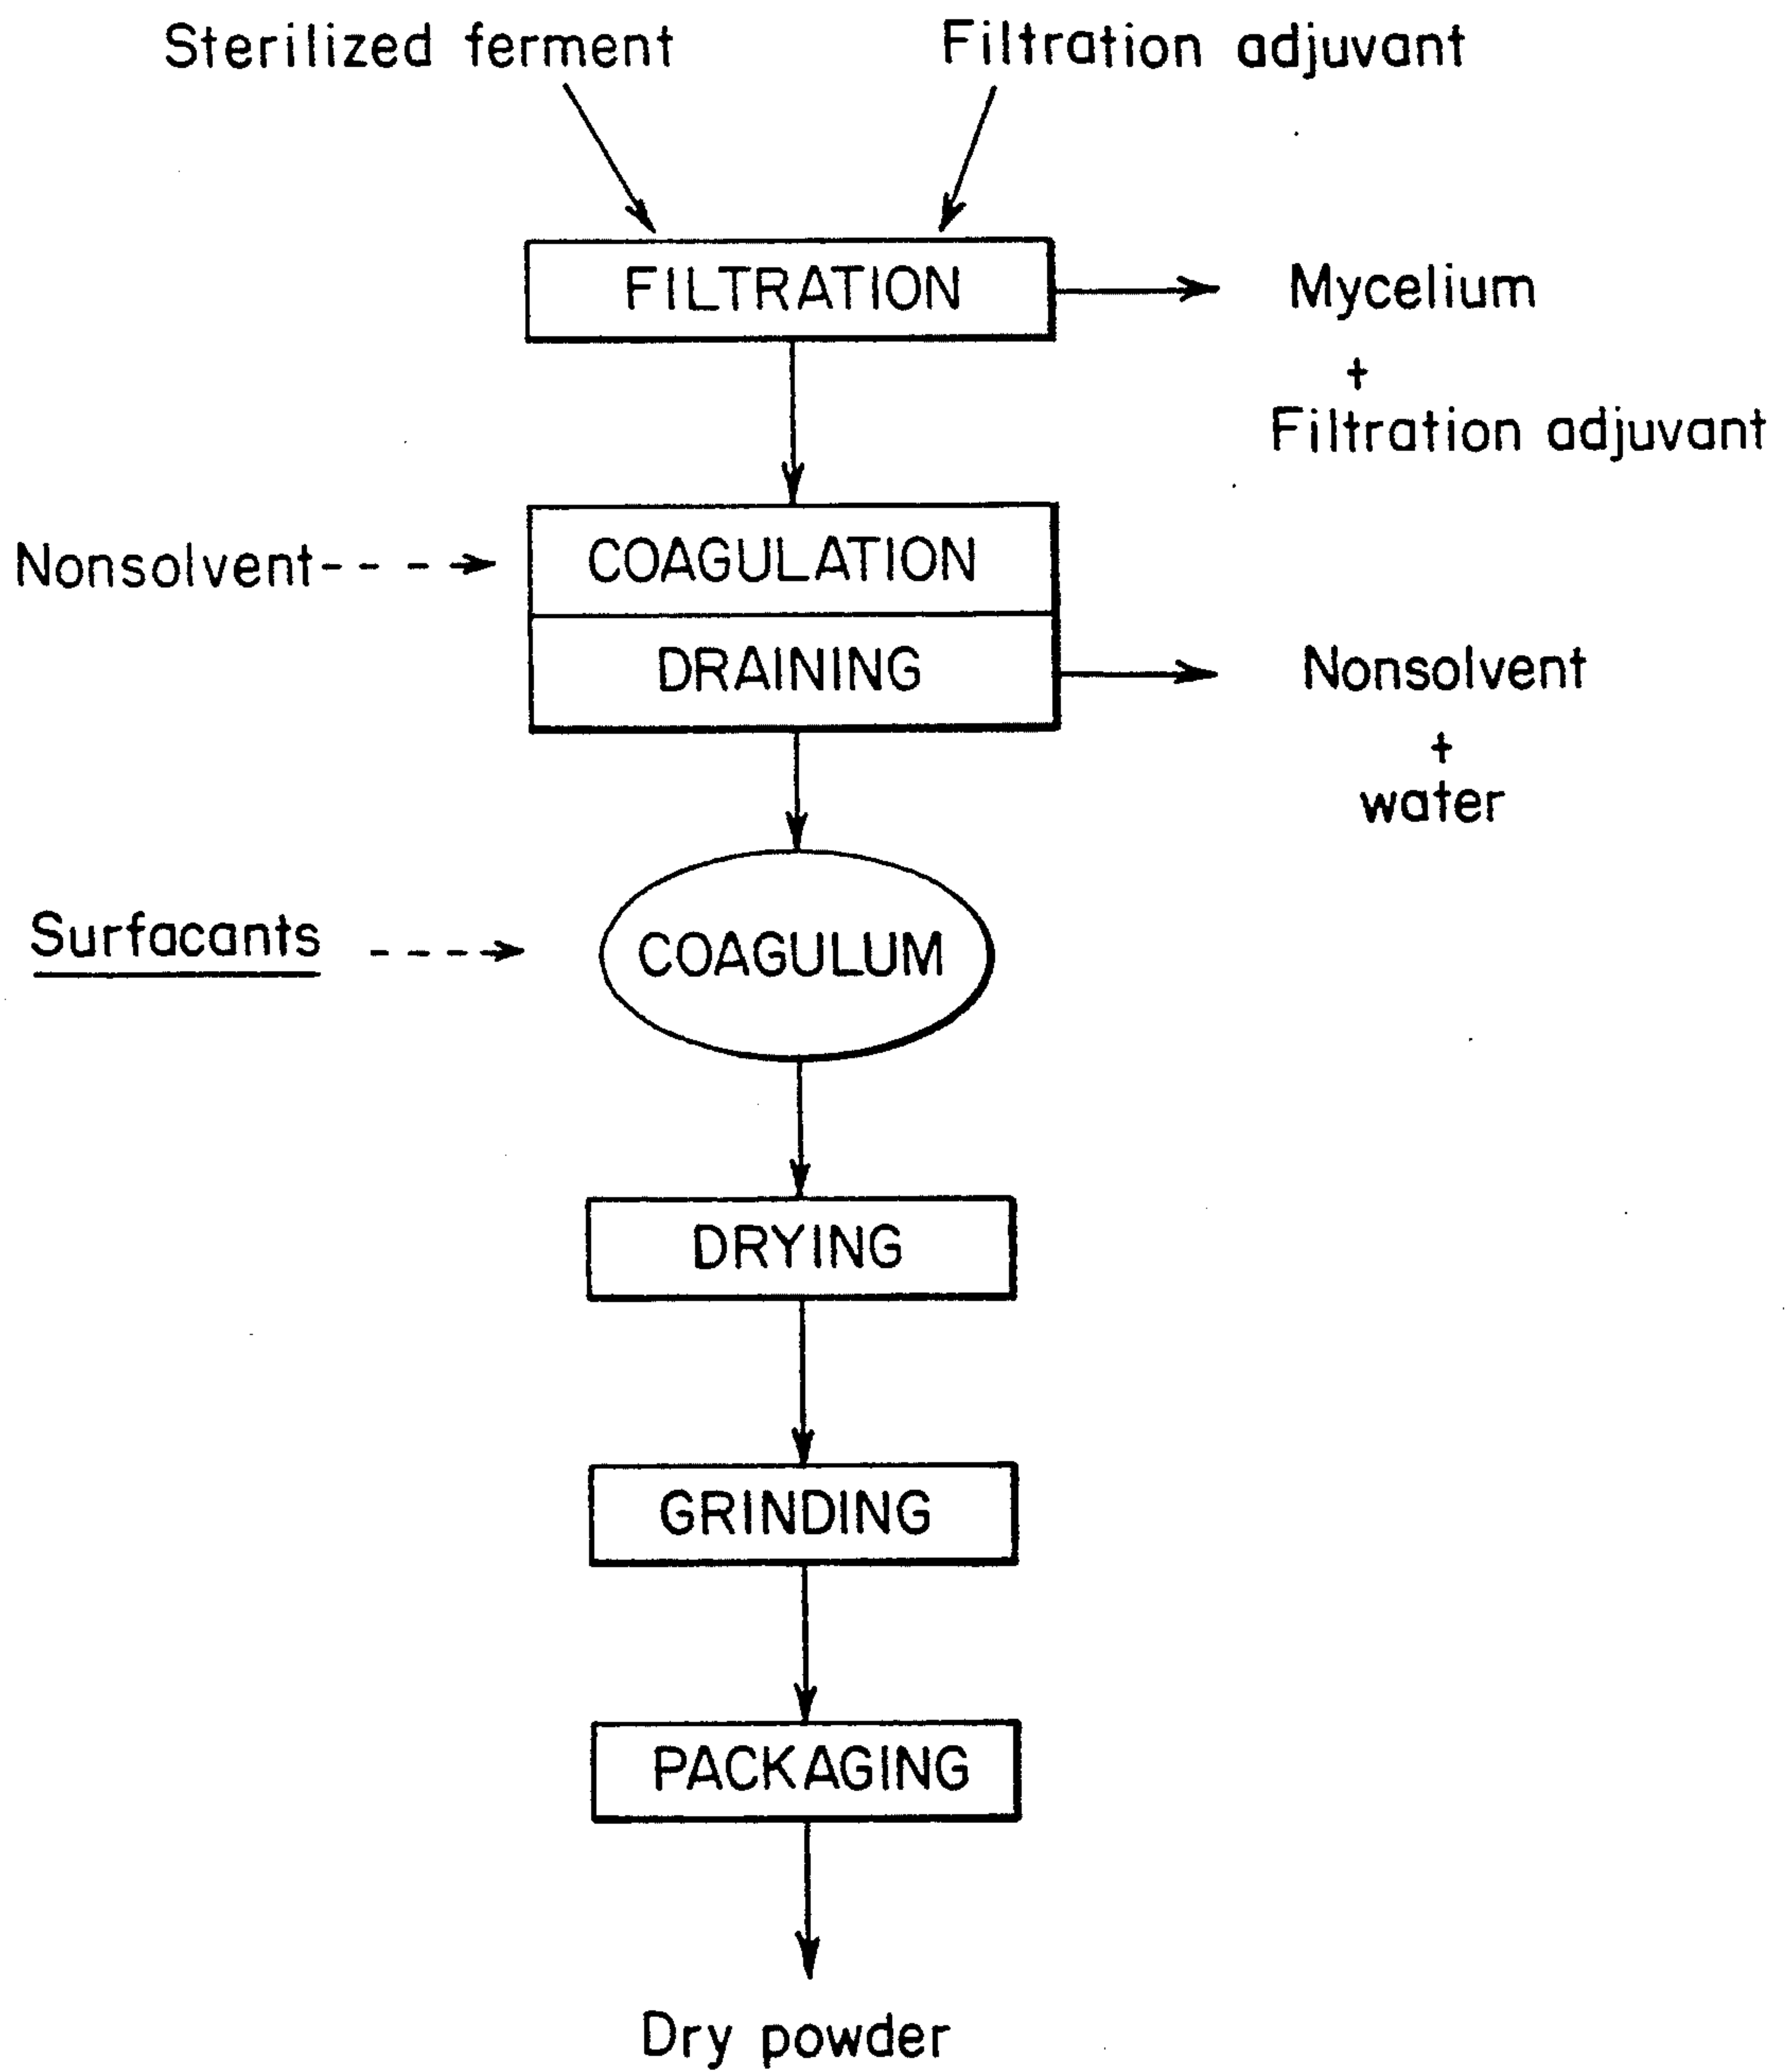 Sterilized ferment
Filtration adjuvant
FILTRATION
Mycelium
+
Filtration adjuvant
Nonsolvent
COAGULATION
DRAINING
Nonsolvent
+
water
Surfacants
COAGULUM
DRYING
GRINDING
PACKAGING
Dry powder